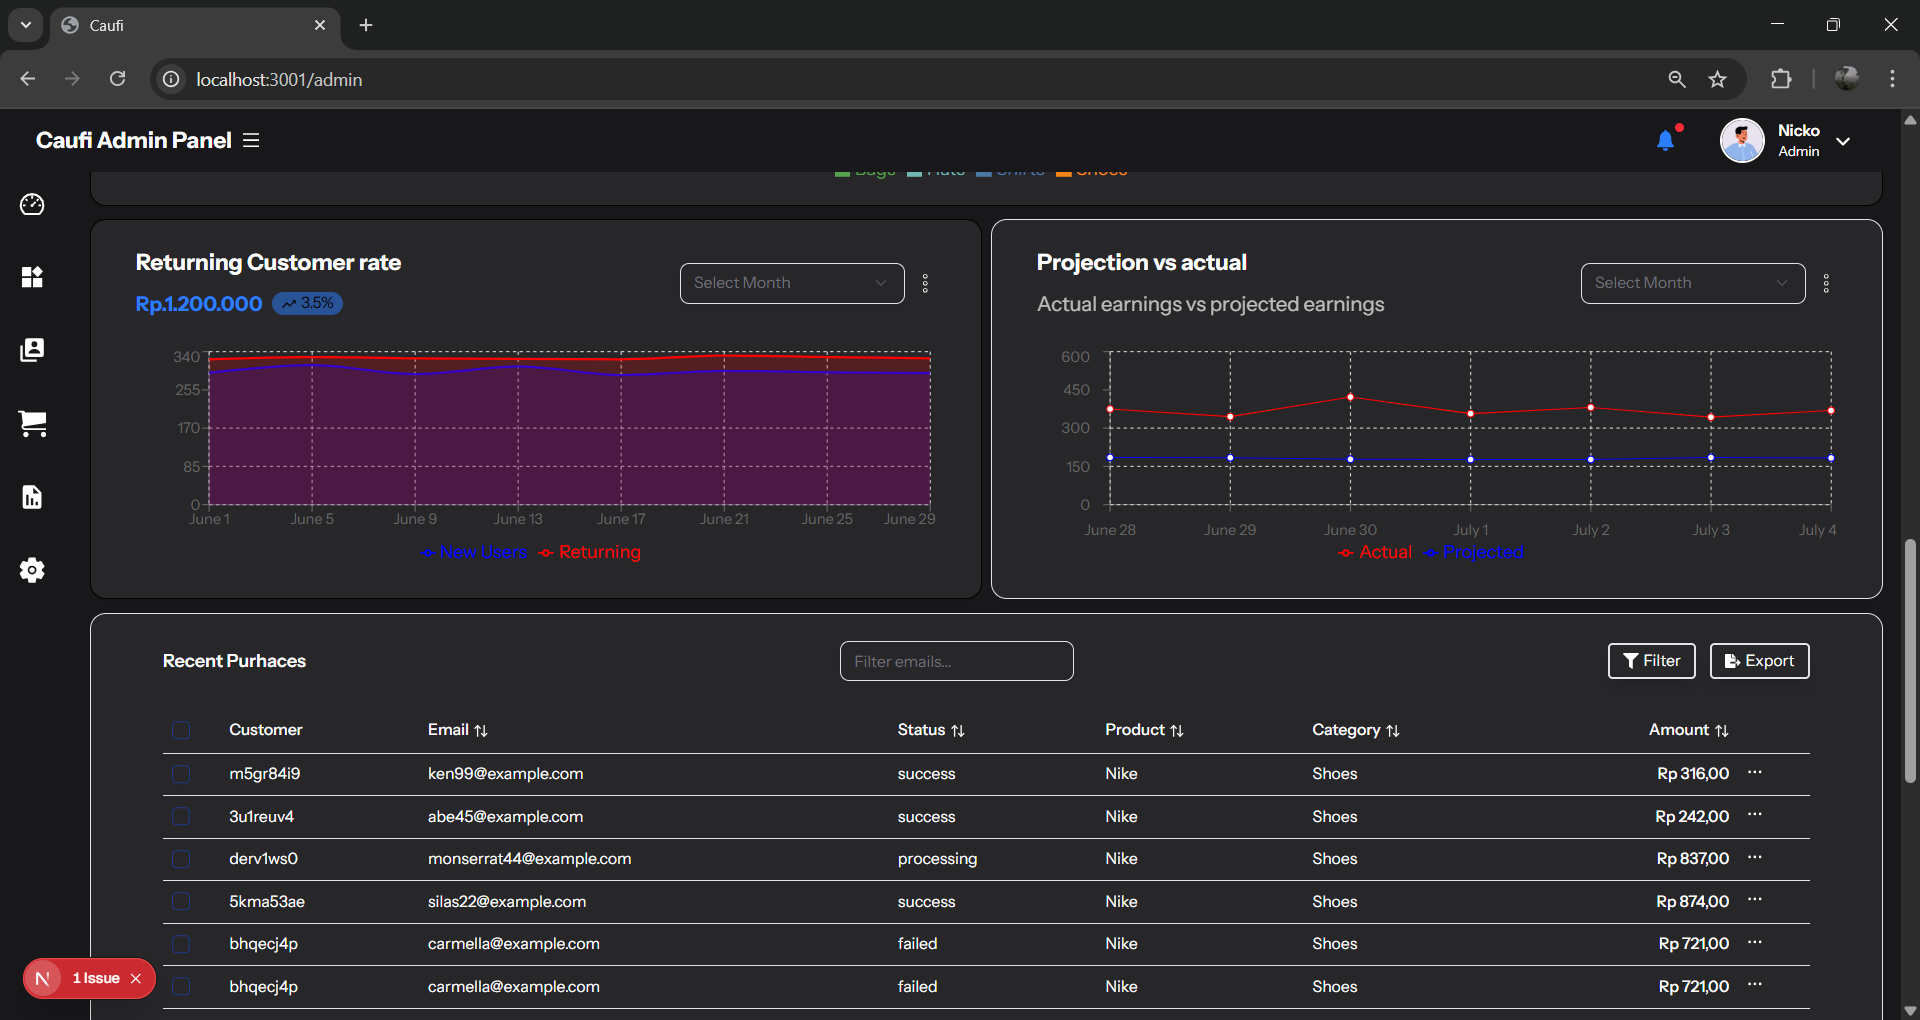 Caufi
localhost:3001/admin
Caufi Admin Panel
Nicko
Admin
Bags Hats Shirts Shoes
Returning Customer rate
Rp.1.200.000 3.5%
Select Month
340
255
170
85
0
June 1 June 5 June 9 June 13 June 17 June 21 June 25 June 29
New Users Returning
Projection vs actual
Actual earnings vs projected earnings
Select Month
600
450
300
150
0
June 28 June 29 June 30 July 1 July 2 July 3 July 4
Actual Projected
Recent Purhaces
Filter emails...
Filter
Export
Customer Email Status Product Category Amount
m5gr84i9 ken99@example.com success Nike Shoes Rp 316,00 ...
3u1reuv4 abe45@example.com success Nike Shoes Rp 242,00 ...
derv1ws0 monserrat44@example.com processing Nike Shoes Rp 837,00 ...
5kma53ae silas22@example.com success Nike Shoes Rp 874,00 ...
bhqecj4p carmella@example.com failed Nike Shoes Rp 721,00 ...
bhqecj4p carmella@example.com failed Nike Shoes Rp 721,00 ...
N 1 Issue